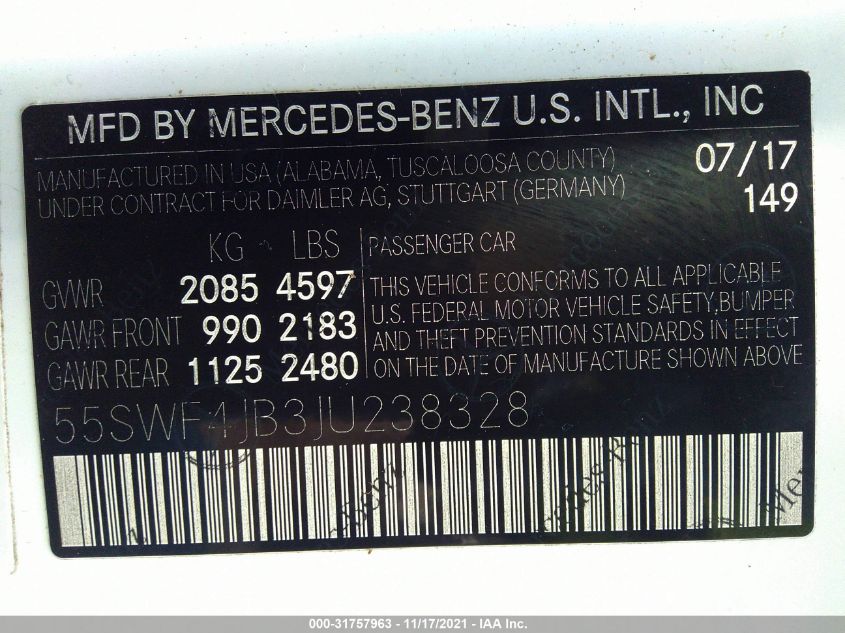 MFD BY MERCEDES-BENZ U.S. INTL., INC
MANUFACTURED IN USA (ALABAMA, TUSCALOOSA COUNTY) 07/17
UNDER CONTRACT FOR DAIMLER AG, STUTTGART (GERMANY) 149
KG - LBS PASSENGER CAR
GVWR 2085 4597 THIS VEHICLE CONFORMS TO ALL APPLICABLE
U.S. FEDERAL MOTOR VEHICLE SAFETY, BUMPER
GAWR FRONT 990 2183 AND THEFT PREVENTION STANDARDS IN EFFECT
GAWR REAR 1125 2480 ON THE DATE OF MANUFACTURE SHOWN ABOVE
55SWF4JB3JU238328
000-31757963 - 11/17/2021 - IAA Inc.